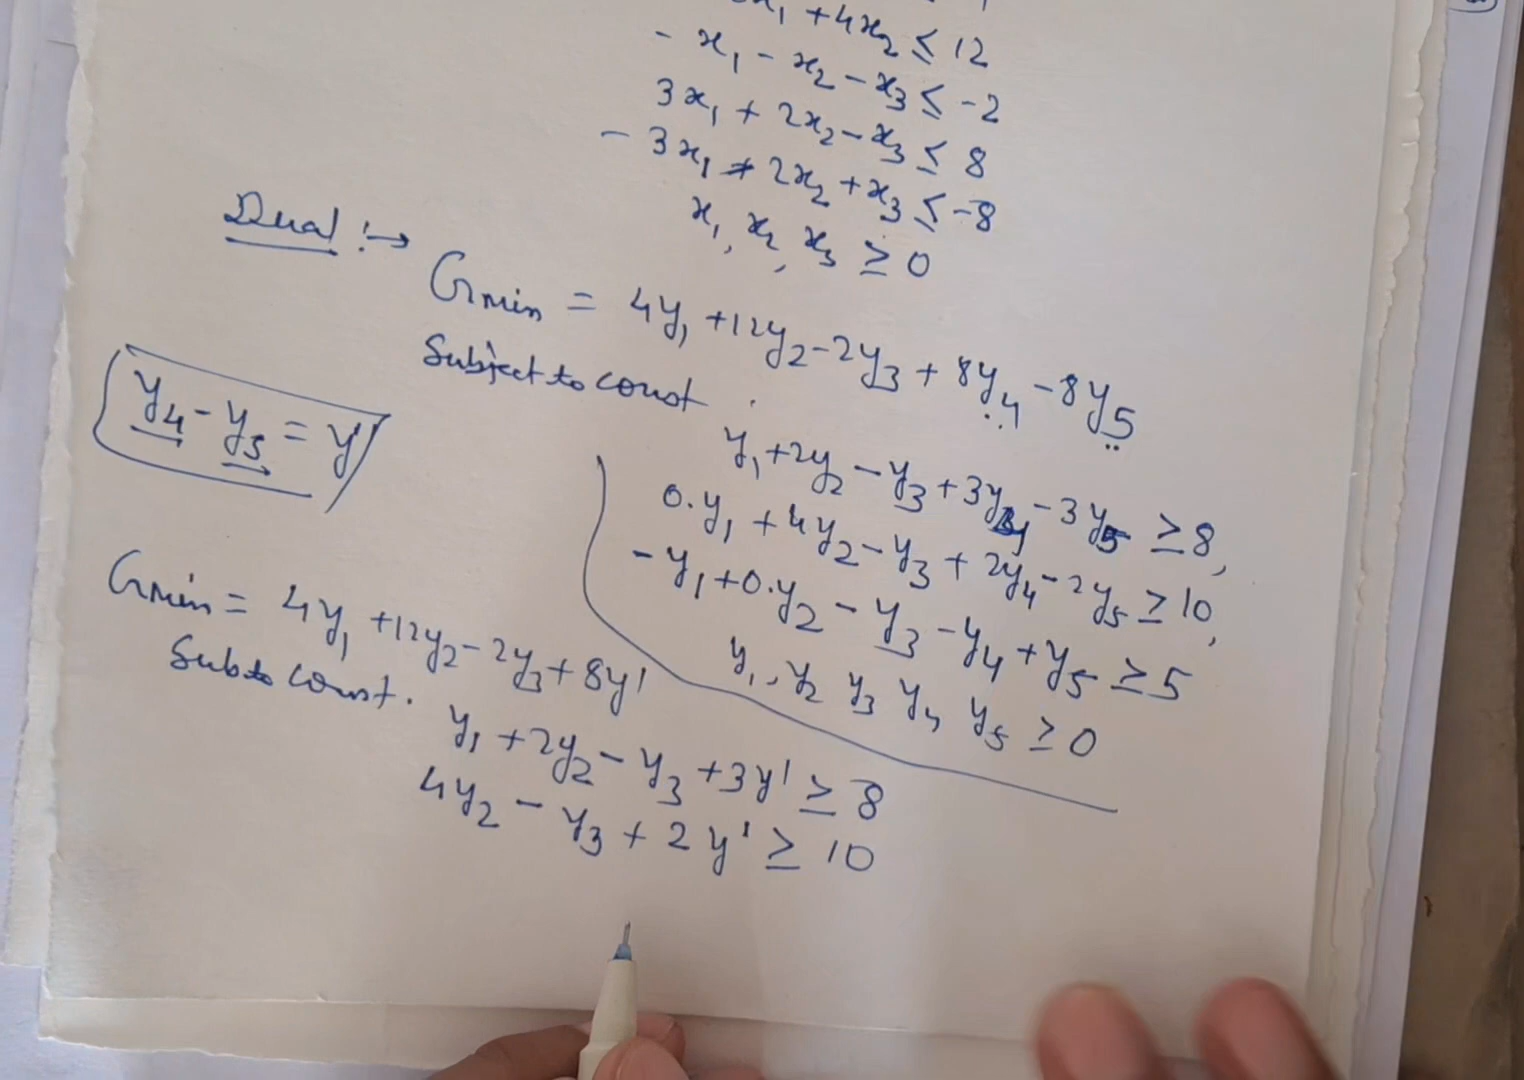 x₁ + 4x₂ ≤ 12
- x₁ - x₂ - x₃ ≤ -2
3x₁ + 2x₂ - x₃ ≤ 8
- 3x₁ - 2x₂ + x₃ ≤ -8
x₁, x₂, x₃ ≥ 0
Dual :→
Gmin = 4y₁ + 12y₂ - 2y₃ + 8y₄ - 8y₅
Subject to const.
y₁ + 2y₂ - y₃ + 3y₄ - 3y₅ ≥ 8,
0.y₁ + 4y₂ - y₃ + 2y₄ - 2y₅ ≥ 10,
- y₁ + 0.y₂ - y₃ - y₄ + y₅ ≥ 5
y₁, y₂ y₃ y₄, y₅ ≥ 0
y₄ - y₅ = y'
Gmin = 4y₁ + 12y₂ - 2y₃ + 8y'
Sub to const.
y₁ + 2y₂ - y₃ + 3y' ≥ 8
4y₂ - y₃ + 2y' ≥ 10